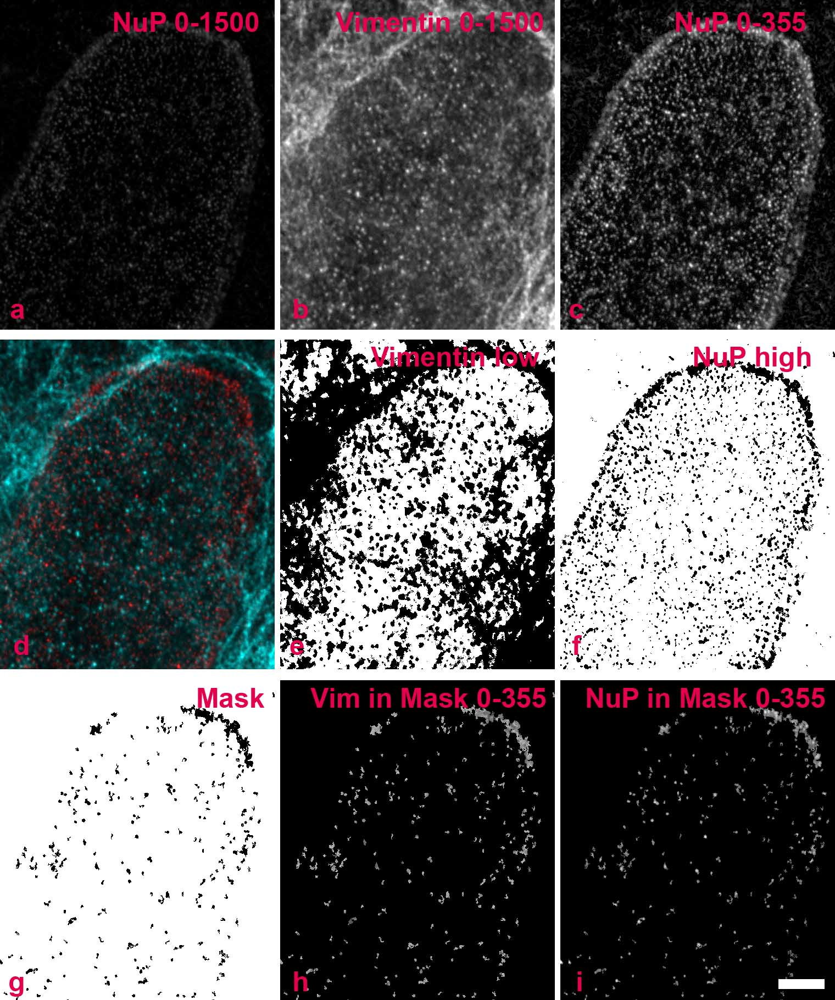 NuP 0-1500
Vimentin 0-1500
NuP 0-355
a
b
c
Vimentin low
NuP high
d
e
f
Mask
Vim in Mask 0-355
NuP in Mask 0-355
g
h
i